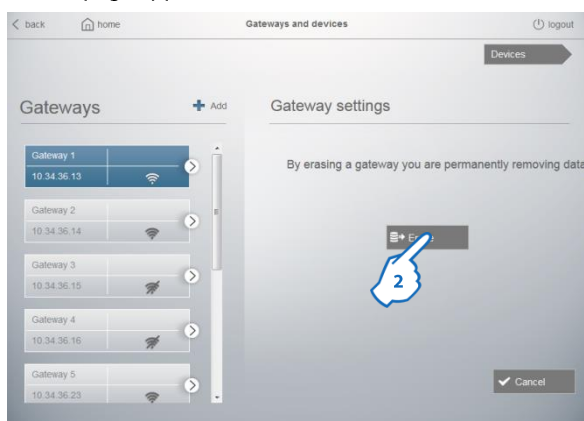 back
home
Gateways and devices
logout
Devices
Gateways
Add
Gateway settings
Gateway 1
10.34.36.13
By erasing a gateway you are permanently removing data
Gateway 2
10.34.36.14
Gateway 3
10.34.36.15
2
Gateway 4
10.34.36.16
Gateway 5
10.34.36.23
Cancel